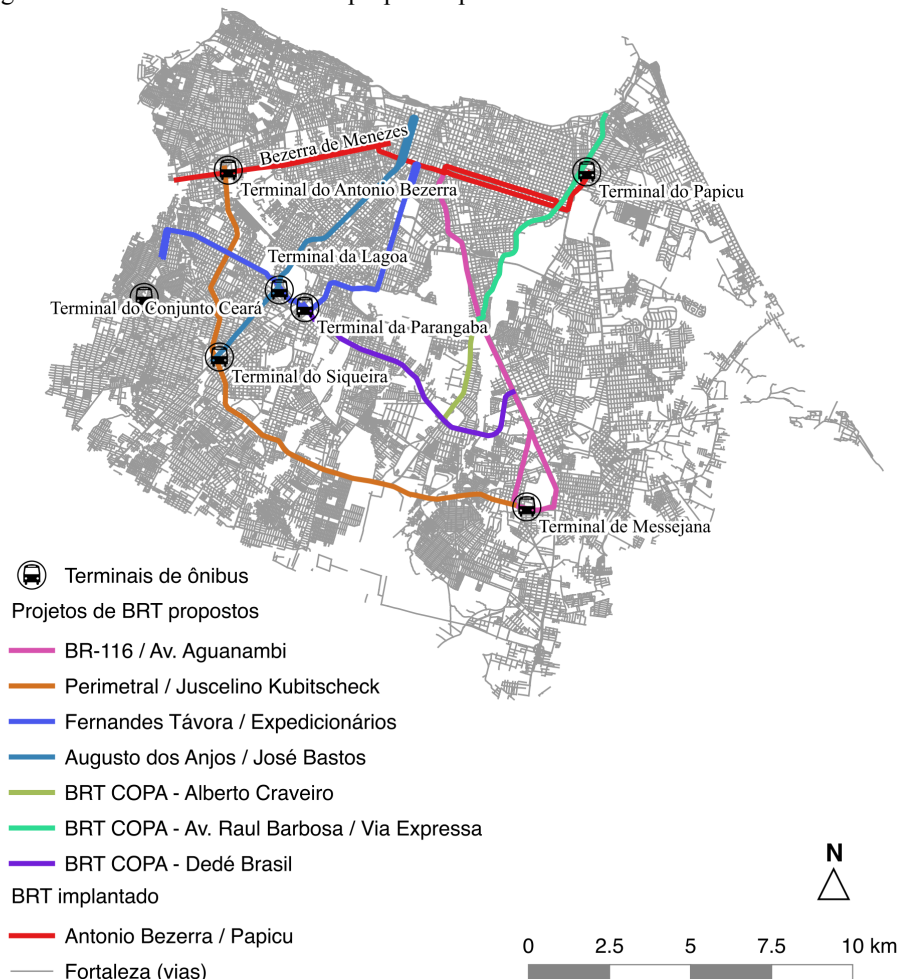 Bezerra de Menezes
Terminal do Antonio Bezerra
Terminal do Papicu
Terminal da Lagoa
Terminal do Conjunto Ceará
Terminal da Parangaba
Terminal do Siqueira
Terminal de Messejana
Terminais de ônibus
Projetos de BRT propostos
BR-116 / Av. Aguanambi
Perimetral / Juscelino Kubitscheck
Fernandes Távora / Expedicionários
Augusto dos Anjos / José Bastos
BRT COPA - Alberto Craveiro
BRT COPA - Av. Raul Barbosa / Via Expressa
BRT COPA - Dedé Brasil
BRT implantado
Antonio Bezerra / Papicu
Fortaleza (vias)
N
0 2.5 5 7.5 10 km